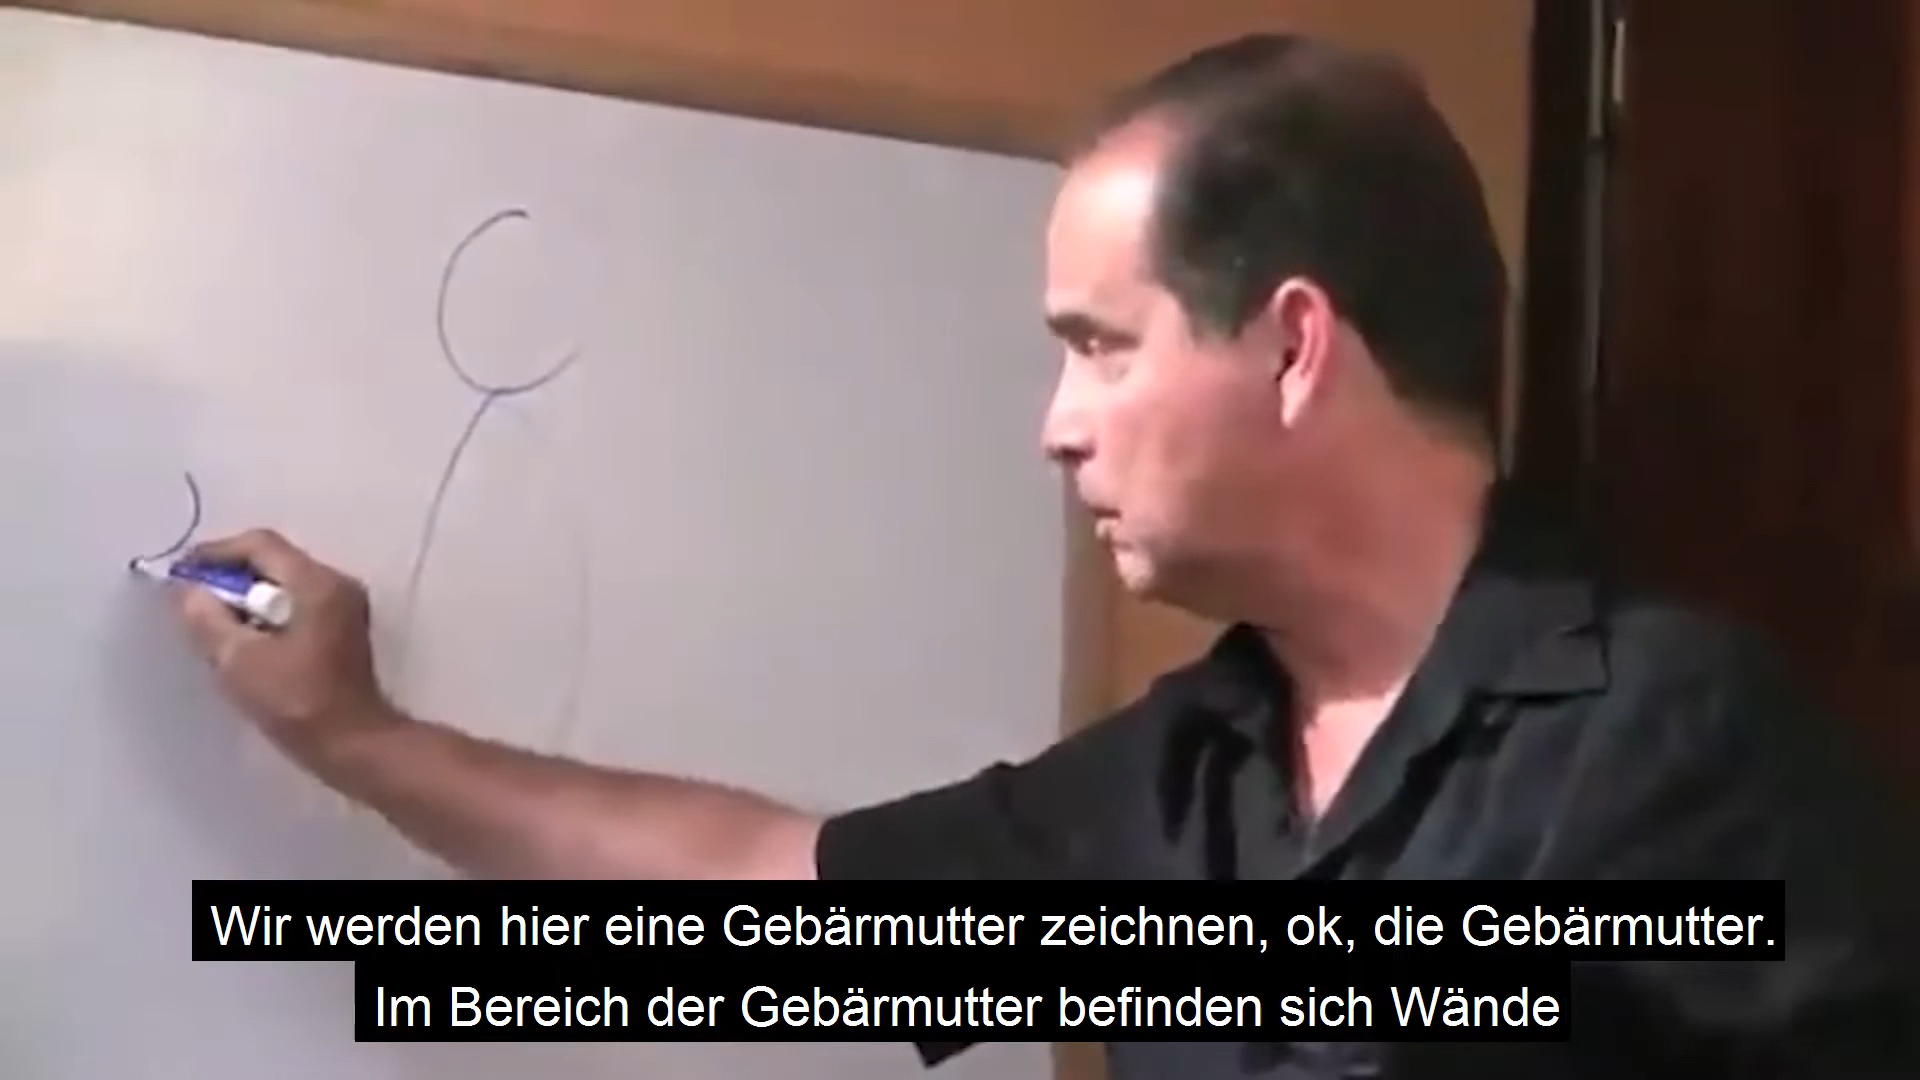 Wir werden hier eine Gebärmutter zeichnen, ok, die Gebärmutter.
Im Bereich der Gebärmutter befinden sich Wände